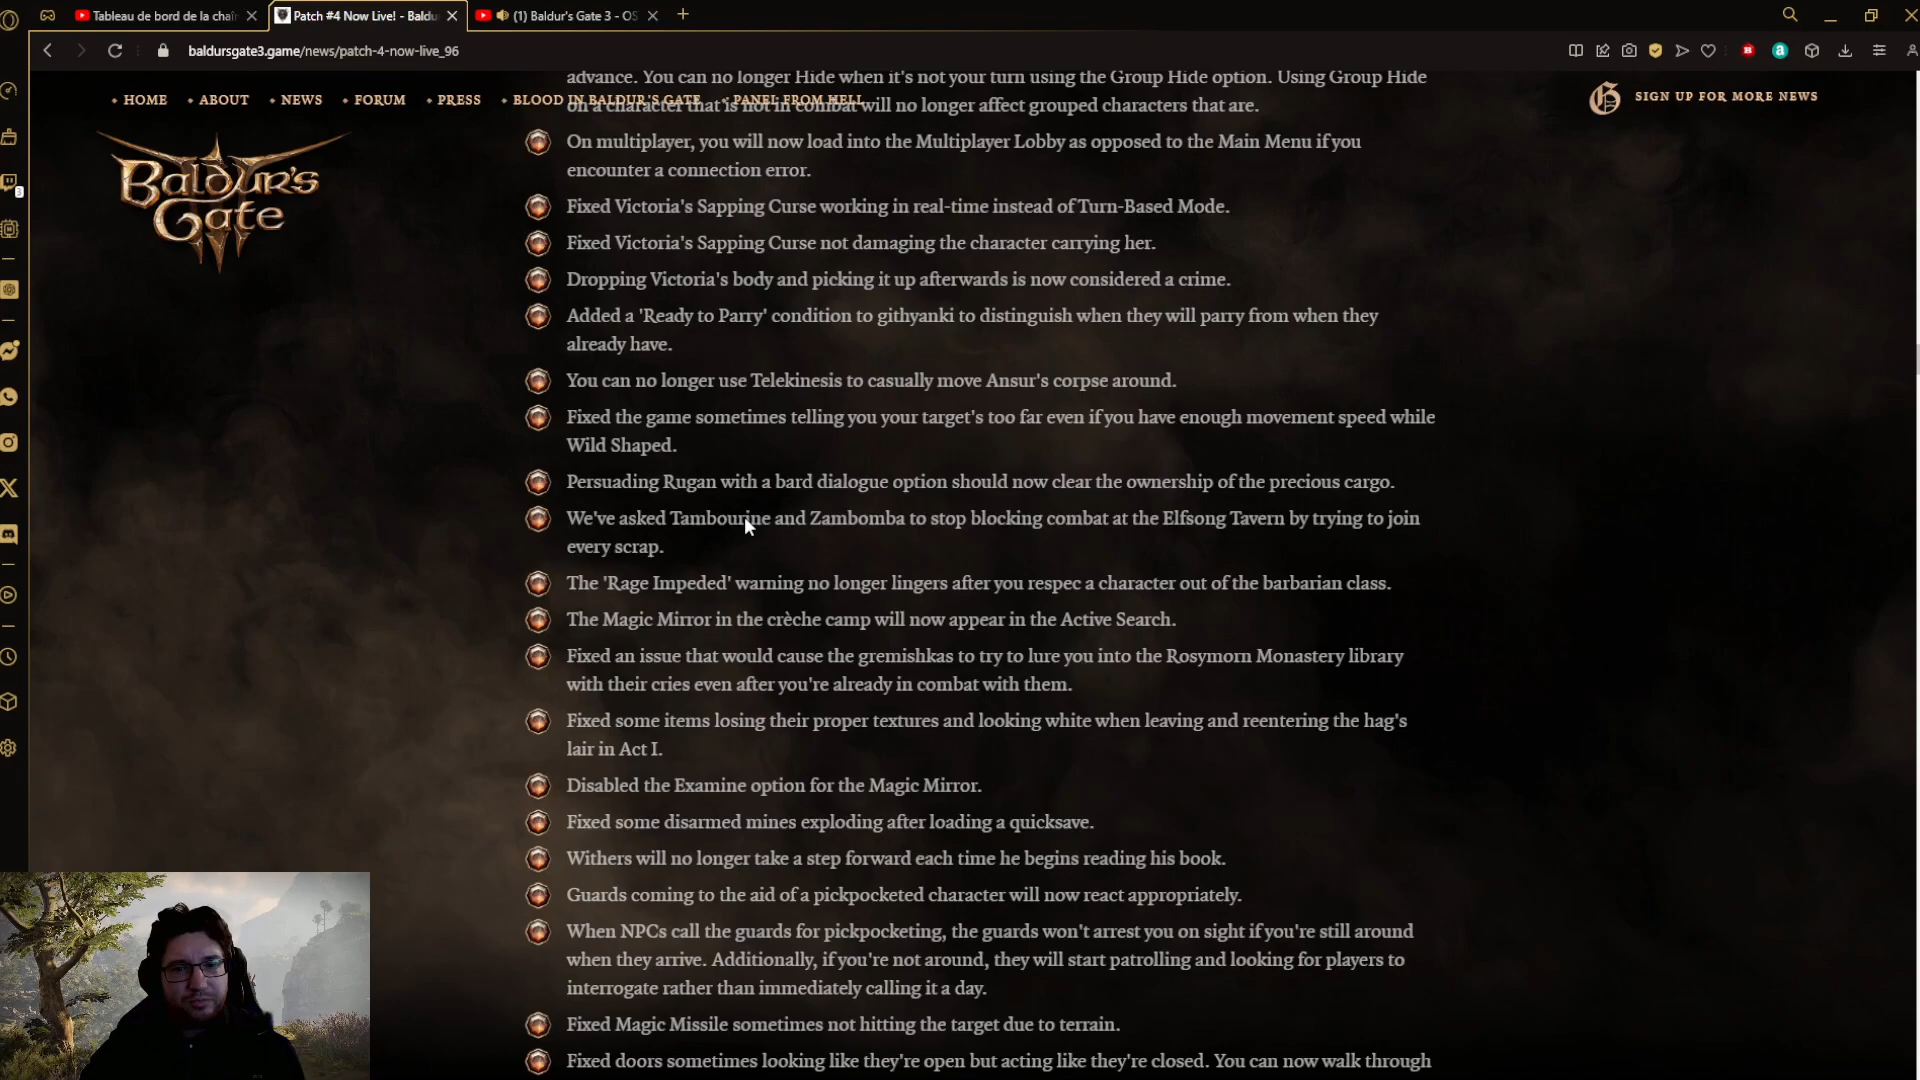 Tableau de bord de la chaîn
Patch #4 Now Live! - Baldu
(1) Baldur's Gate 3 - OS
baldursgate3.game/news/patch-4-now-live_96
HOME
ABOUT
NEWS
FORUM
PRESS
BLOOD IN BALDUR'S GATE
PANEL FROM HELL
SIGN UP FOR MORE NEWS
Baldur's
Gate
3
advance. You can no longer Hide when it's not your turn using the Group Hide option. Using Group Hide
on a character that is not in combat will no longer affect grouped characters that are.
On multiplayer, you will now load into the Multiplayer Lobby as opposed to the Main Menu if you
encounter a connection error.
Fixed Victoria's Sapping Curse working in real-time instead of Turn-Based Mode.
Fixed Victoria's Sapping Curse not damaging the character carrying her.
Dropping Victoria's body and picking it up afterwards is now considered a crime.
Added a 'Ready to Parry' condition to githyanki to distinguish when they will parry from when they
already have.
You can no longer use Telekinesis to casually move Ansur's corpse around.
Fixed the game sometimes telling you your target's too far even if you have enough movement speed while
Wild Shaped.
Persuading Rugan with a bard dialogue option should now clear the ownership of the precious cargo.
We've asked Tambourine and Zambomba to stop blocking combat at the Elfsong Tavern by trying to join
every scrap.
The 'Rage Impeded' warning no longer lingers after you respec a character out of the barbarian class.
The Magic Mirror in the crèche camp will now appear in the Active Search.
Fixed an issue that would cause the gremishkas to try to lure you into the Rosymorn Monastery library
with their cries even after you're already in combat with them.
Fixed some items losing their proper textures and looking white when leaving and reentering the hag's
lair in Act I.
Disabled the Examine option for the Magic Mirror.
Fixed some disarmed mines exploding after loading a quicksave.
Withers will no longer take a step forward each time he begins reading his book.
Guards coming to the aid of a pickpocketed character will now react appropriately.
When NPCs call the guards for pickpocketing, the guards won't arrest you on sight if you're still around
when they arrive. Additionally, if you're not around, they will start patrolling and looking for players to
interrogate rather than immediately calling it a day.
Fixed Magic Missile sometimes not hitting the target due to terrain.
Fixed doors sometimes looking like they're open but acting like they're closed. You can now walk through